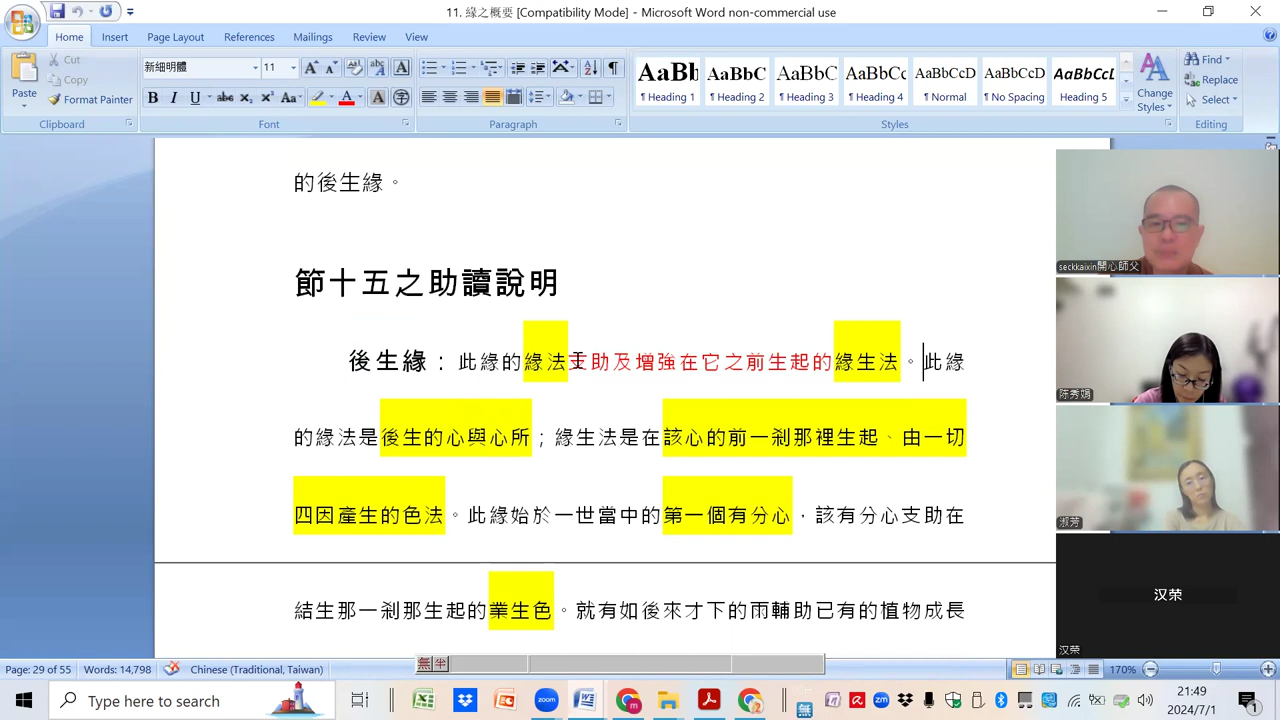 11. 緣之概要 [Compatibility Mode] - Microsoft Word non-commercial use
Home Insert Page Layout References Mailings Review View
Paste Cut Copy Format Painter
新細明體 11
AaBb AaBbC AaBbC AaBbCc AaBbCcD AaBbCcD AaBbCcL
¶ Heading 1 ¶ Heading 2 ¶ Heading 3 ¶ Heading 4 ¶ Normal ¶ No Spacing Heading 5
Change Styles
Find Replace Select
Clipboard Font Paragraph Styles Editing
的後生緣。
節十五之助讀說明
後生緣：此緣的緣法支助及增強在它之前生起的緣生法。此緣
的緣法是後生的心與心所；緣生法是在該心的前一剎那裡生起、由一切
四因產生的色法。此緣始於一世當中的第一個有分心，該有分心支助在
結生那一剎那生起的業生色。就有如後來才下的雨輔助已有的植物成長
seckkaixin開心師父
陈秀娟
淑芳
汉荣
汉荣
無 半
Page: 29 of 55 Words: 14,798 Chinese (Traditional, Taiwan) 170%
Type here to search
21:49
2024/7/1